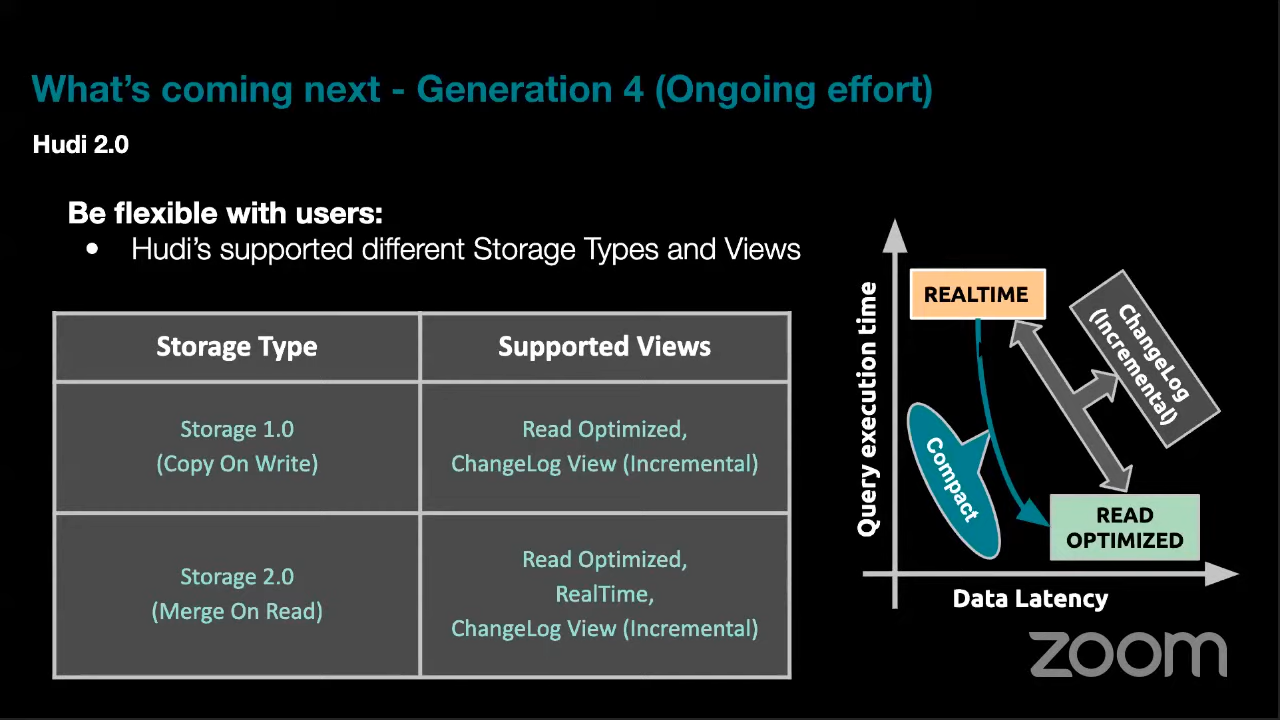 What's coming next - Generation 4 (Ongoing effort)
Hudi 2.0
Be flexible with users:
• Hudi's supported different Storage Types and Views
Storage Type
Supported Views
Storage 1.0
(Copy On Write)
Read Optimized,
ChangeLog View (Incremental)
Storage 2.0
(Merge On Read)
Read Optimized,
RealTime,
ChangeLog View (Incremental)
Query execution time
REALTIME
ChangeLog
(Incremental)
Compact
READ
OPTIMIZED
Data Latency
zoom